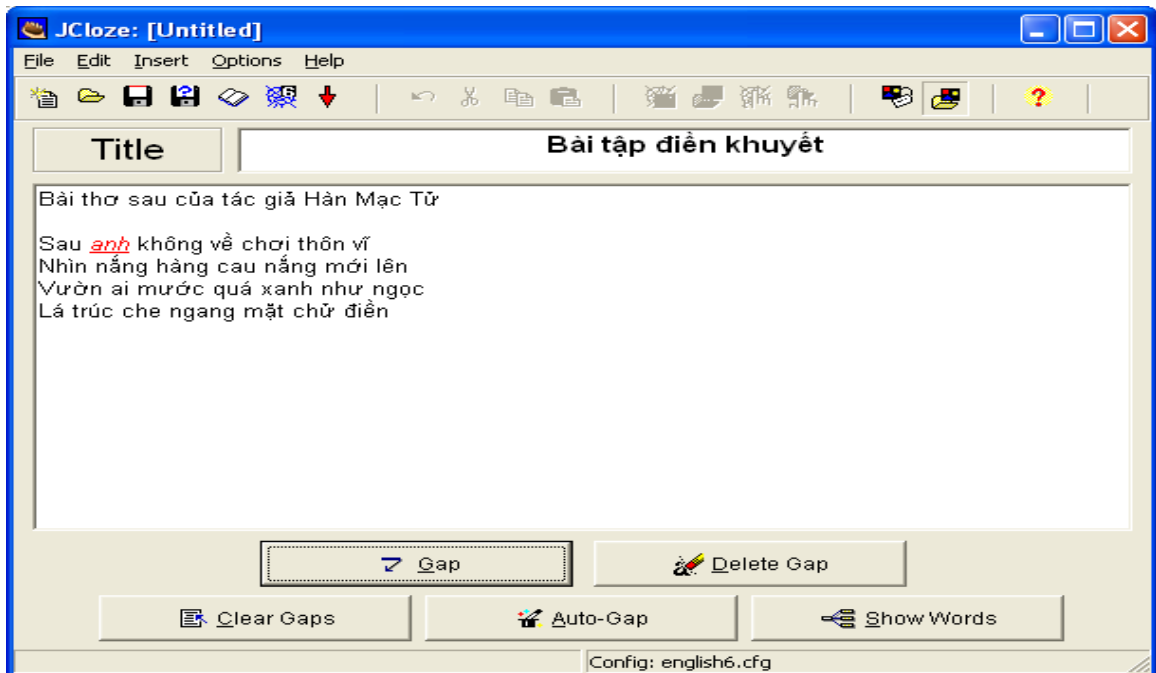 JCloze: [Untitled]
File Edit Insert Options Help
Title
Bài tập điền khuyết
Bài thơ sau của tác giả Hàn Mạc Tử
Sau anh không về chơi thôn vĩ
Nhìn nắng hàng cau nắng mới lên
Vườn ai mước quá xanh như ngọc
Lá trúc che ngang mặt chử điền
Gap
Delete Gap
Clear Gaps
Auto-Gap
Show Words
Config: english6.cfg